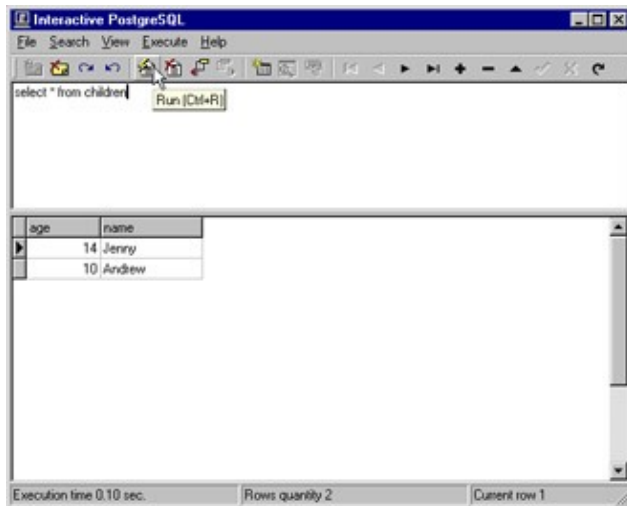 Interactive PostgreSQL
File Search View Execute Help
select * from children
Run (Ctrl+R)
age name
14 Jenny
10 Andrew
Execution time 0.10 sec. Rows quantity 2 Current row 1